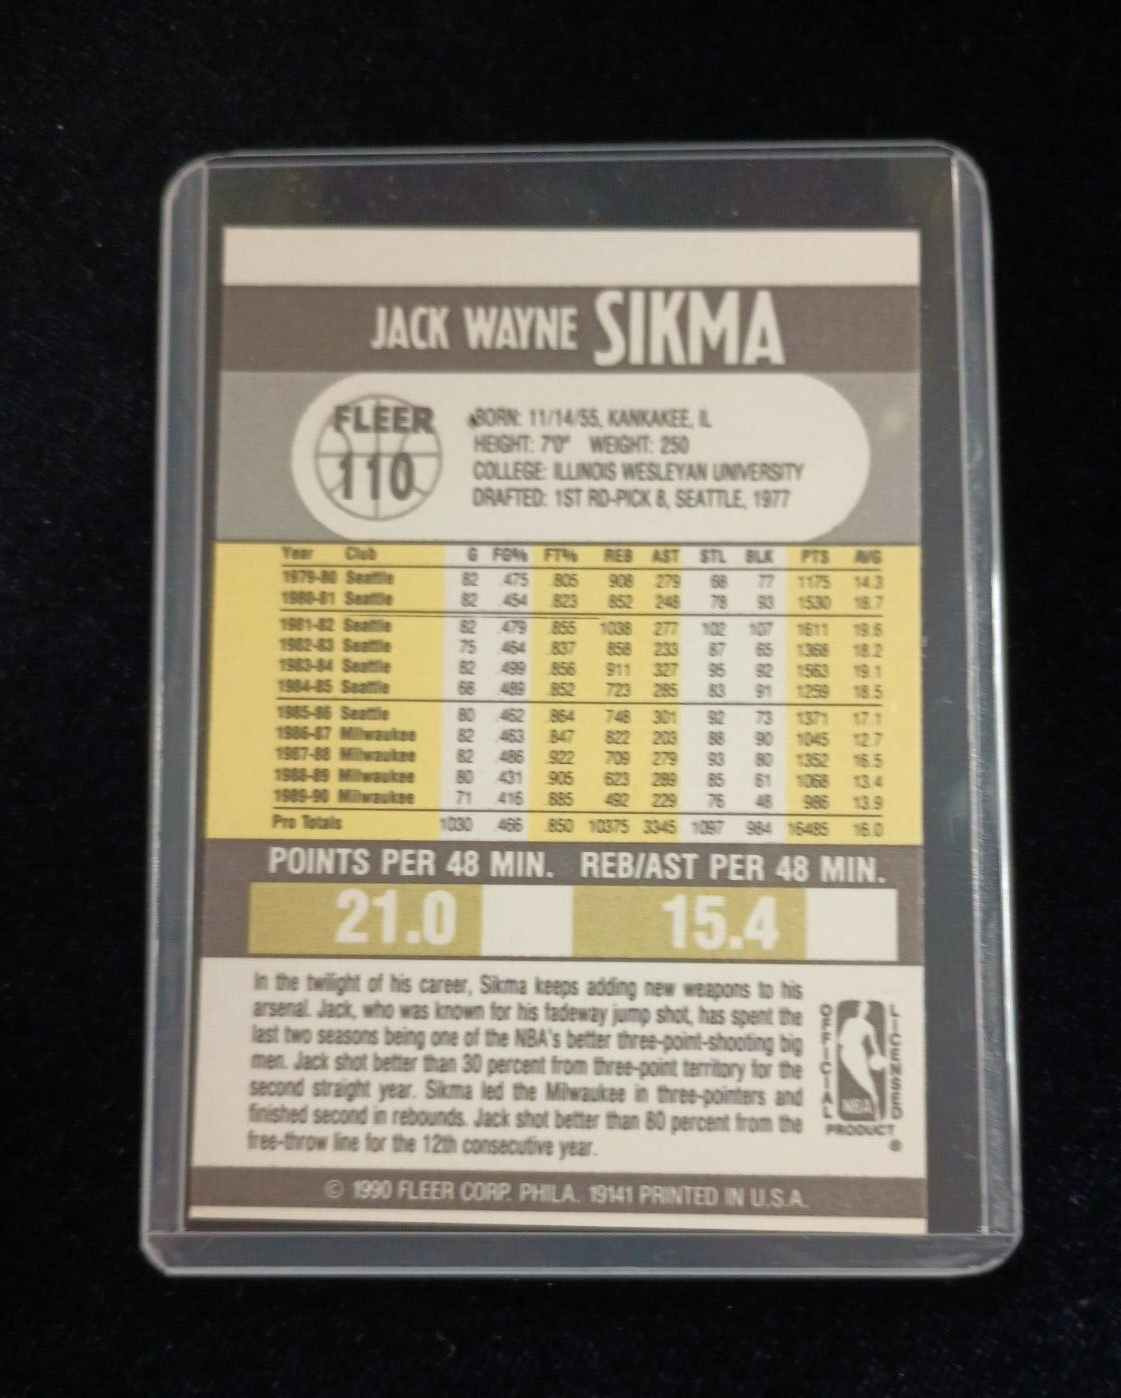 JACK WAYNE SIKMA
FLEER
110
BORN: 11/14/55, KANKAKEE, IL
HEIGHT: 7'0" WEIGHT: 250
COLLEGE: ILLINOIS WESLEYAN UNIVERSITY
DRAFTED: 1ST RD-PICK 8, SEATTLE, 1977
Year Club G FG% FT% REB AST STL BLK PTS AVG
1979-80 Seattle 82 .475 .805 908 279 68 77 1175 14.3
1980-81 Seattle 82 .454 .823 852 248 78 93 1530 18.7
1981-82 Seattle 82 .479 .855 1038 277 102 107 1611 19.6
1982-83 Seattle 75 .464 .837 858 233 87 65 1368 18.2
1983-84 Seattle 82 .499 .856 911 327 95 92 1563 19.1
1984-85 Seattle 68 .489 .852 723 285 83 91 1259 18.5
1985-86 Seattle 80 .462 .864 748 301 92 73 1371 17.1
1986-87 Milwaukee 82 .463 .847 822 203 88 90 1045 12.7
1987-88 Milwaukee 82 .486 .922 709 279 93 80 1352 16.5
1988-89 Milwaukee 80 .431 .905 623 289 85 61 1068 13.4
1989-90 Milwaukee 71 .416 .885 492 229 76 48 986 13.9
Pro Totals 1030 .466 .850 10375 3345 1097 984 16485 16.0
POINTS PER 48 MIN. REB/AST PER 48 MIN.
21.0 15.4
In the twilight of his career, Sikma keeps adding new weapons to his
arsenal. Jack, who was known for his fadeway jump shot, has spent the
last two seasons being one of the NBA's better three-point-shooting big
men. Jack shot better than 30 percent from three-point territory for the
second straight year. Sikma led the Milwaukee in three-pointers and
finished second in rebounds. Jack shot better than 80 percent from the
free-throw line for the 12th consecutive year.
OFFICIAL
LICENSED
NBA
PRODUCT
®
© 1990 FLEER CORP. PHILA. 19141 PRINTED IN U.S.A.